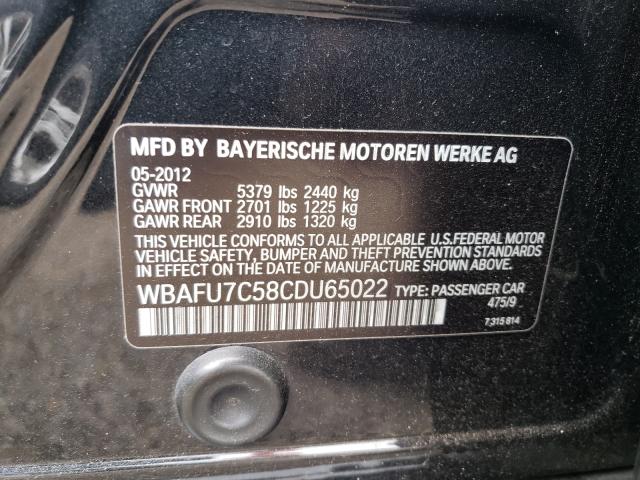 MFD BY BAYERISCHE MOTOREN WERKE AG
05-2012
GVWR 5379 lbs 2440 kg
GAWR FRONT 2701 lbs 1225 kg
GAWR REAR 2910 lbs 1320 kg
THIS VEHICLE CONFORMS TO ALL APPLICABLE U.S.FEDERAL MOTOR
VEHICLE SAFETY, BUMPER AND THEFT PREVENTION STANDARDS
IN EFFECT ON THE DATE OF MANUFACTURE SHOWN ABOVE.
WBAFU7C58CDU65022 TYPE: PASSENGER CAR
475/9
7 315 814